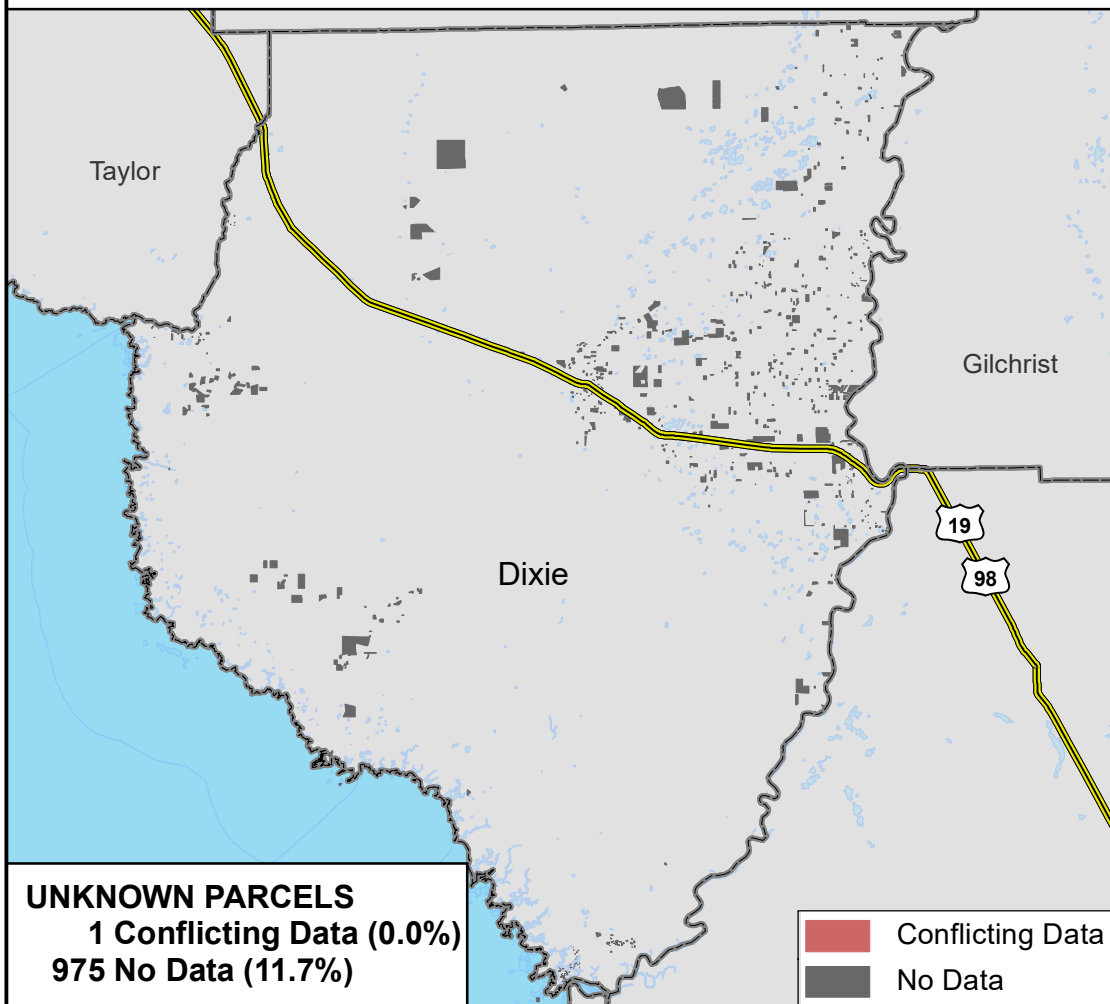 Taylor
Gilchrist
19
98
Dixie
UNKNOWN PARCELS
1 Conflicting Data (0.0%)
975 No Data (11.7%)
Conflicting Data
No Data